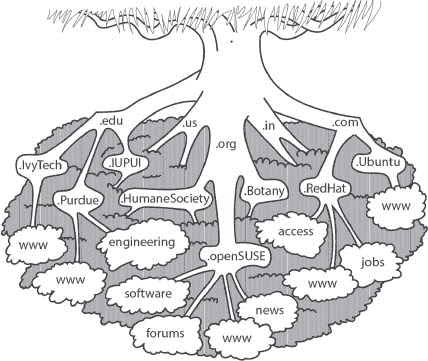 .edu
.us
.in
.com
.org
.IvyTech
.IUPUI
.Ubuntu
.Purdue
.HumaneSociety
.Botany
.RedHat
www
www
engineering
access
.openSUSE
jobs
www
software
www
news
forums
www